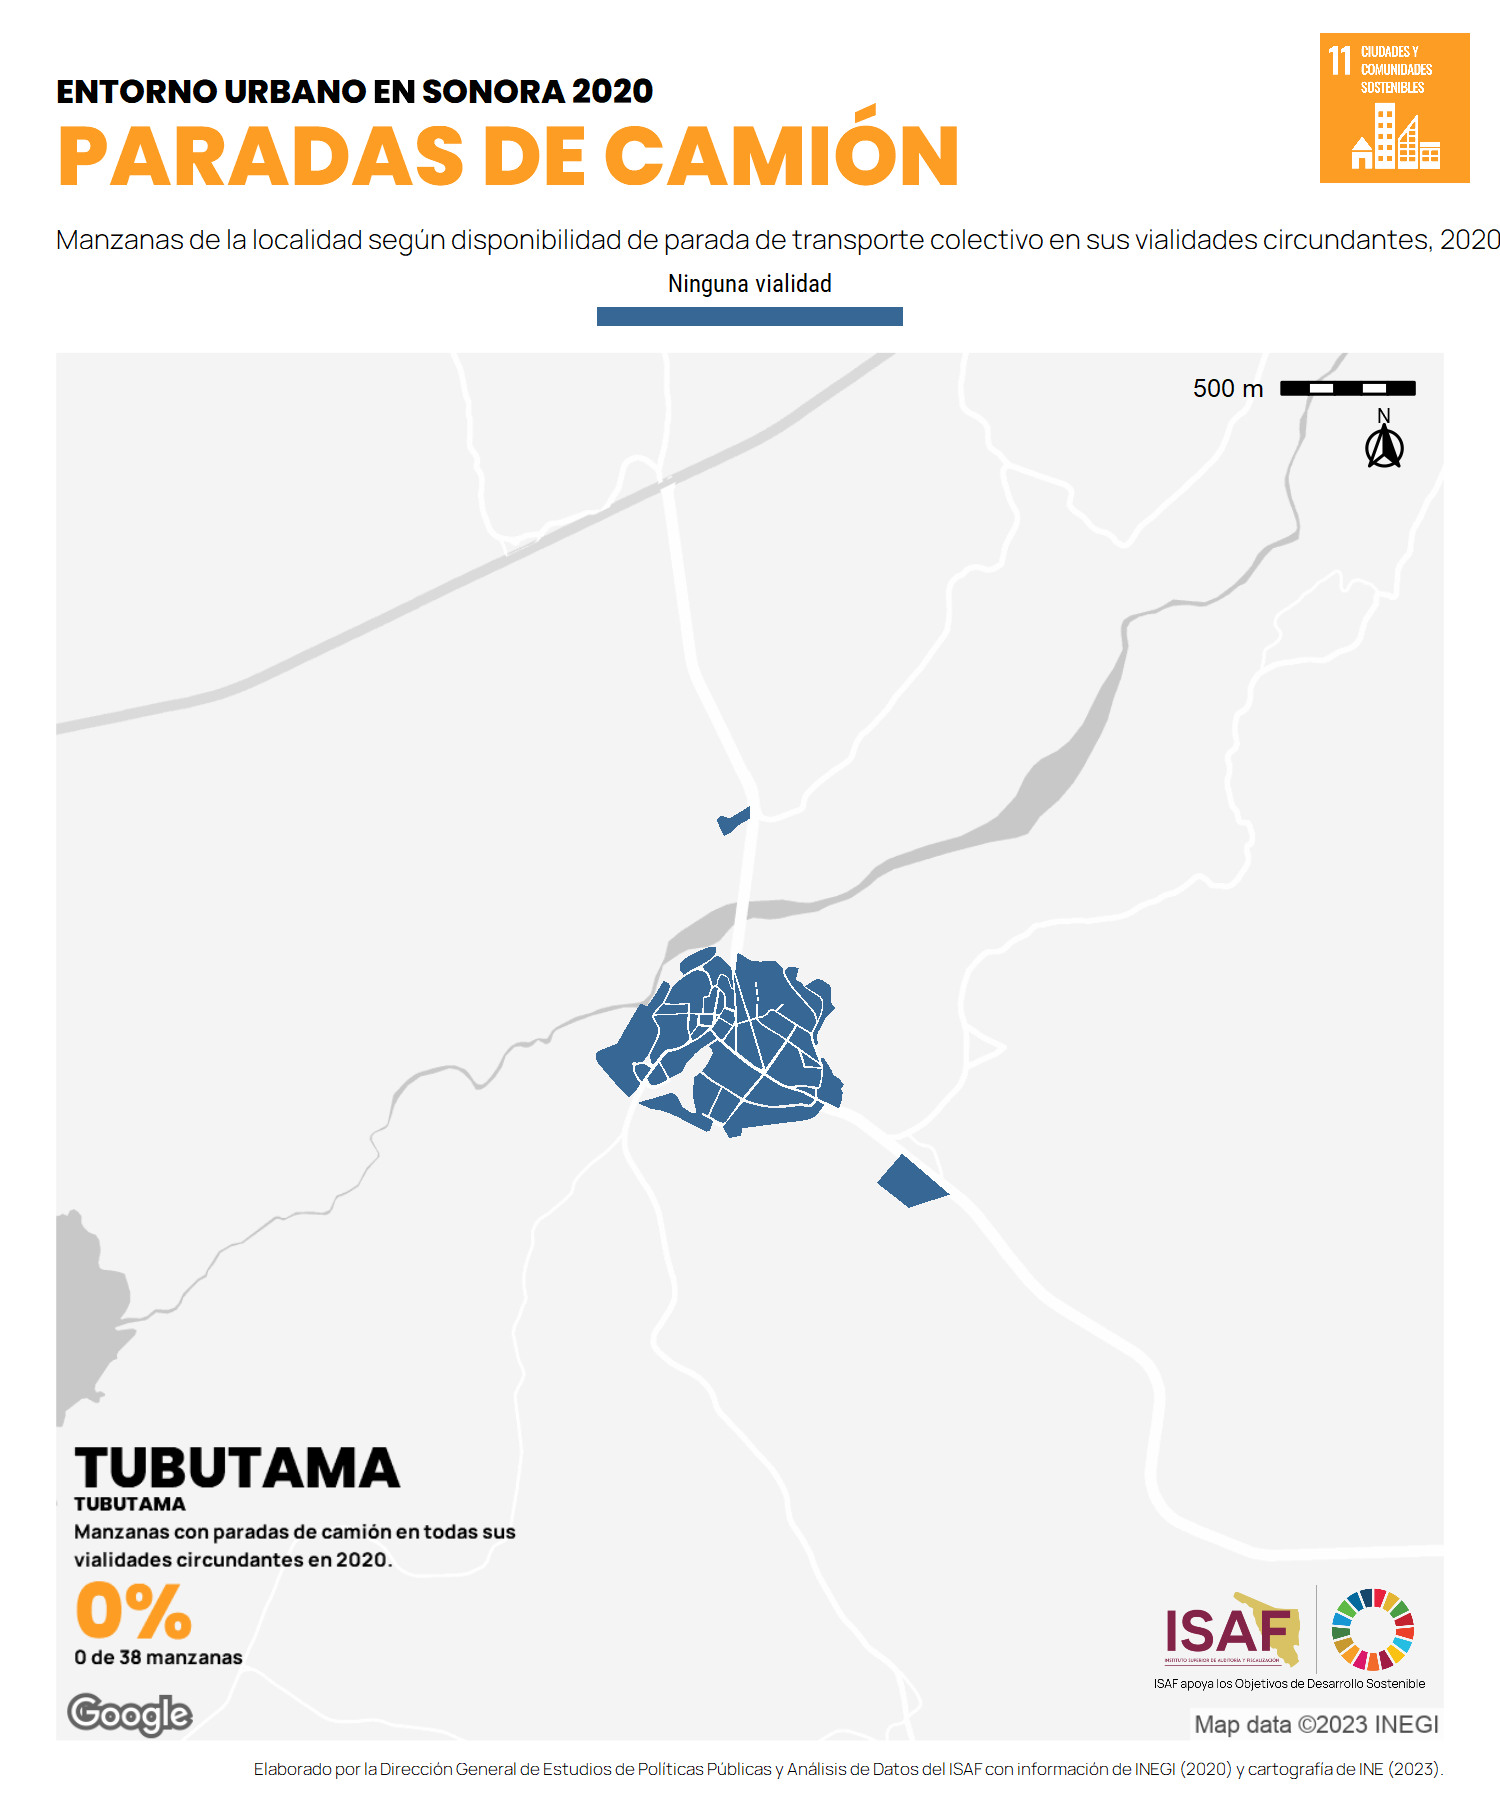 ENTORNO URBANO EN SONORA 2020
PARADAS DE CAMIÓN
11 CIUDADES Y
COMUNIDADES
SOSTENIBLES
Manzanas de la localidad según disponibilidad de parada de transporte colectivo en sus vialidades circundantes, 2020
Ninguna vialidad
500 m
N
TUBUTAMA
TUBUTAMA
Manzanas con paradas de camión en todas sus
vialidades circundantes en 2020.
0%
0 de 38 manzanas
Google
ISAF
INSTITUTO SUPERIOR DE AUDITORÍA Y FISCALIZACIÓN
ISAF apoya los Objetivos de Desarrollo Sostenible
Map data ©2023 INEGI
Elaborado por la Dirección General de Estudios de Políticas Públicas y Análisis de Datos del ISAF con información de INEGI (2020) y cartografía de INE (2023).